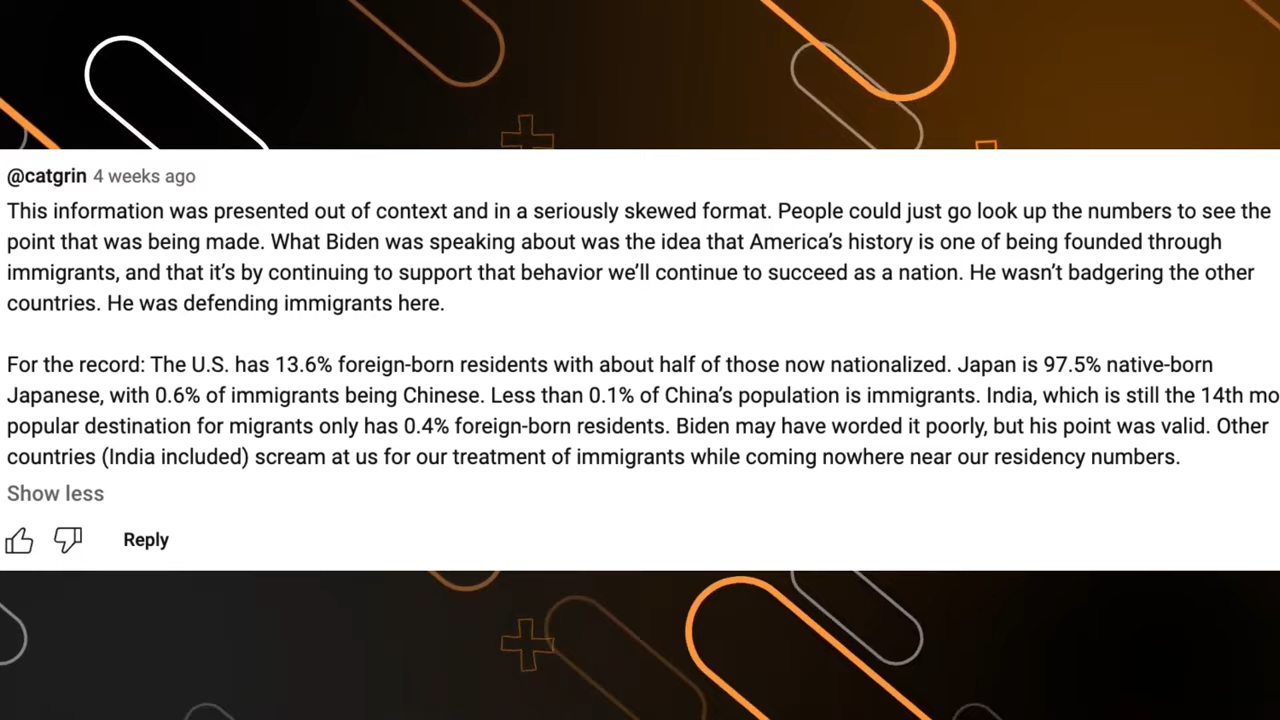 @catgrin 4 weeks ago
This information was presented out of context and in a seriously skewed format. People could just go look up the numbers to see the
point that was being made. What Biden was speaking about was the idea that America’s history is one of being founded through
immigrants, and that it’s by continuing to support that behavior we’ll continue to succeed as a nation. He wasn’t badgering the other
countries. He was defending immigrants here.
For the record: The U.S. has 13.6% foreign-born residents with about half of those now nationalized. Japan is 97.5% native-born
Japanese, with 0.6% of immigrants being Chinese. Less than 0.1% of China’s population is immigrants. India, which is still the 14th mo
popular destination for migrants only has 0.4% foreign-born residents. Biden may have worded it poorly, but his point was valid. Other
countries (India included) scream at us for our treatment of immigrants while coming nowhere near our residency numbers.
Show less
Reply